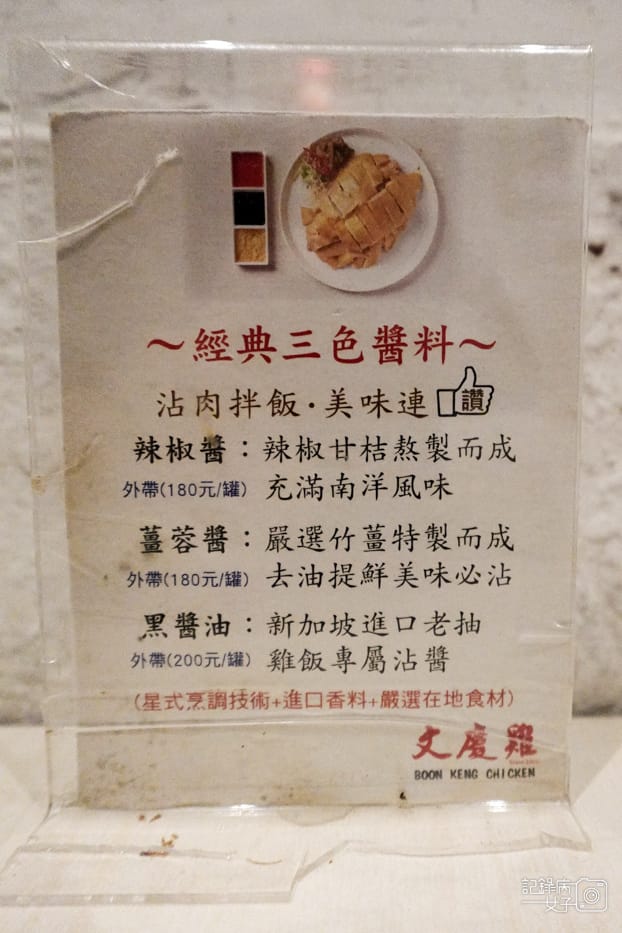 ～經典三色醬料～
沾肉拌飯·美味連讚
辣椒醬：辣椒甘桔熬製而成
外帶(180元/罐) 充滿南洋風味
薑蓉醬：嚴選竹薑特製而成
外帶(180元/罐) 去油提鮮美味必沾
黑醬油：新加坡進口老抽
外帶(200元/罐) 雞飯專屬沾醬
(星式烹調技術+進口香料+嚴選在地食材)
文慶雞
BOON KENG CHICKEN
記錄病
女子